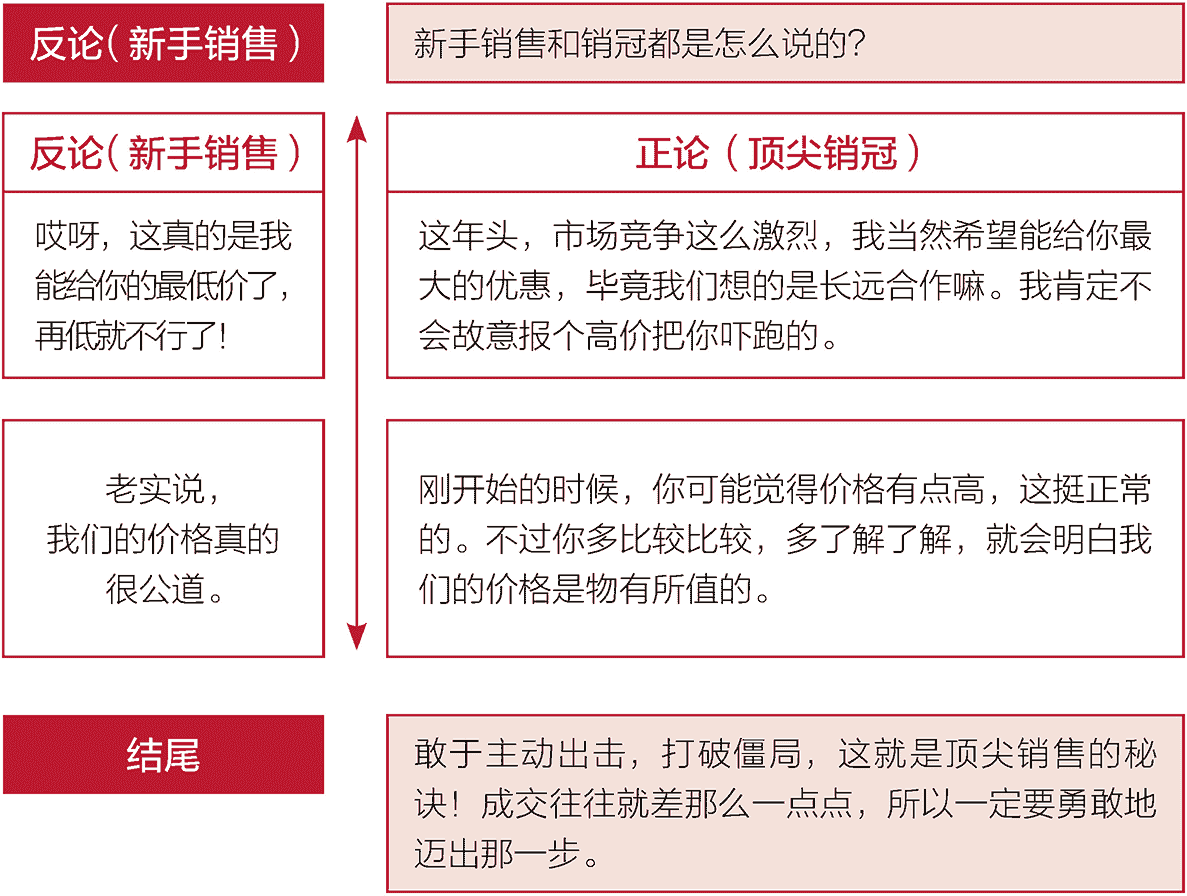 反论（新手销售）
新手销售和销冠都是怎么说的？
反论（新手销售）
正论（顶尖销冠）
哎呀，这真的是我
能给你的最低价了，
再低就不行了！
这年头，市场竞争这么激烈，我当然希望能给你最
大的优惠，毕竟我们想的是长远合作嘛。我肯定不
会故意报个高价把你吓跑的。
老实说，
我们的价格真的
很公道。
刚开始的时候，你可能觉得价格有点高，这挺正常
的。不过你多比较比较，多了解了解，就会明白我
们的价格是物有所值的。
结尾
敢于主动出击，打破僵局，这就是顶尖销售的秘
诀！成交往往就差那么一点点，所以一定要勇敢地
迈出那一步。